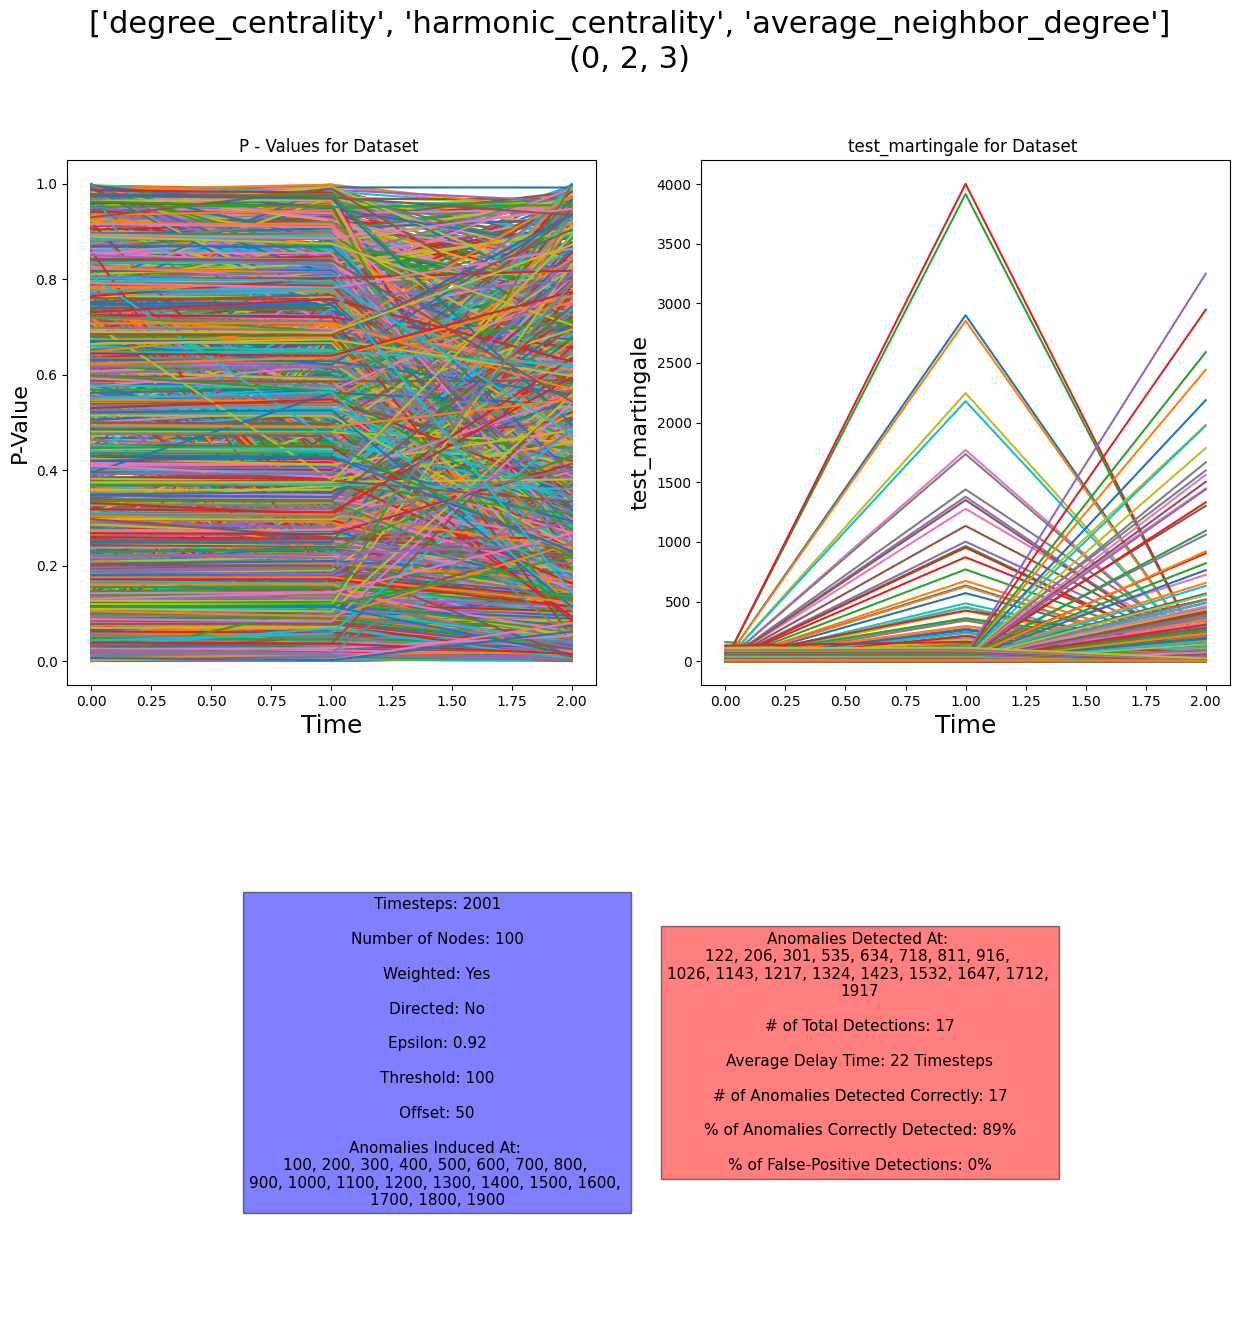 ['degree_centrality', 'harmonic_centrality', 'average_neighbor_degree']
(0, 2, 3)
P - Values for Dataset
1.0
0.8
0.6
0.4
0.2
0.0
P-Value
0.00 0.25 0.50 0.75 1.00 1.25 1.50 1.75 2.00
Time
test_martingale for Dataset
4000
3500
3000
2500
2000
1500
1000
500
0
test_martingale
0.00 0.25 0.50 0.75 1.00 1.25 1.50 1.75 2.00
Time
Timesteps: 2001
Number of Nodes: 100
Weighted: Yes
Directed: No
Epsilon: 0.92
Threshold: 100
Offset: 50
Anomalies Induced At:
100, 200, 300, 400, 500, 600, 700, 800,
900, 1000, 1100, 1200, 1300, 1400, 1500, 1600,
1700, 1800, 1900
Anomalies Detected At:
122, 206, 301, 535, 634, 718, 811, 916,
1026, 1143, 1217, 1324, 1423, 1532, 1647, 1712,
1917
# of Total Detections: 17
Average Delay Time: 22 Timesteps
# of Anomalies Detected Correctly: 17
% of Anomalies Correctly Detected: 89%
% of False-Positive Detections: 0%